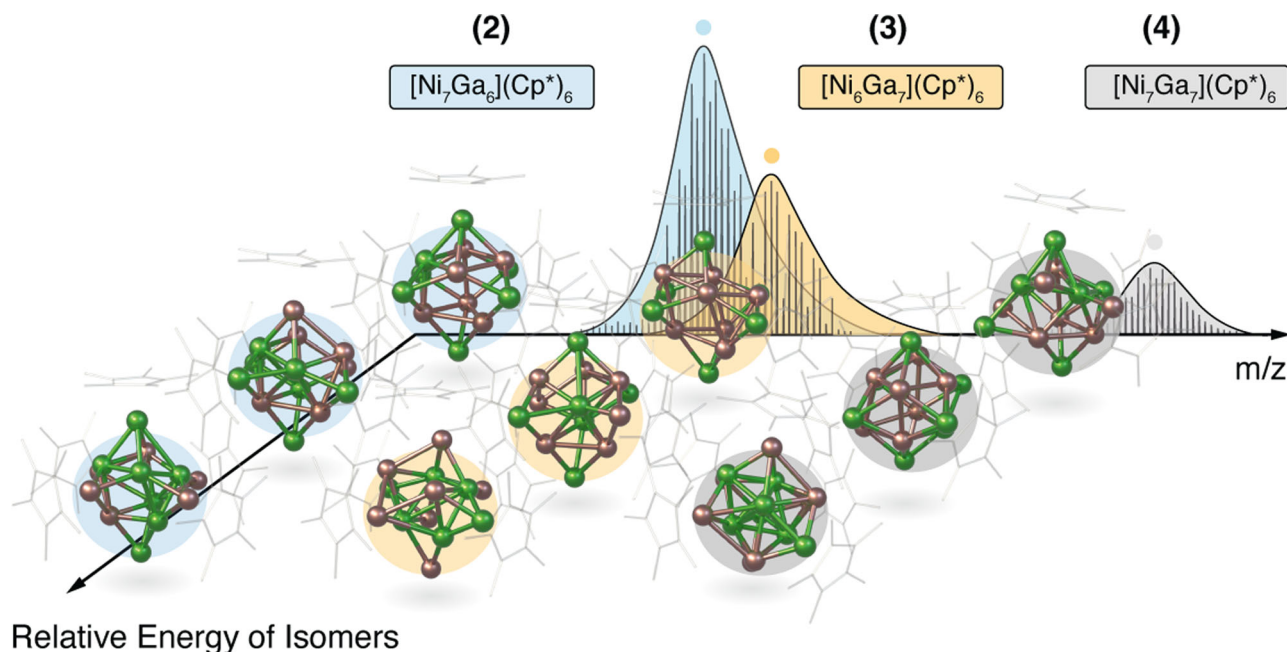 (2) (3) (4)
[Ni₇Ga₆](Cp*)₆ [Ni₆Ga₇](Cp*)₆ [Ni₇Ga₇](Cp*)₆
m/z
Relative Energy of Isomers